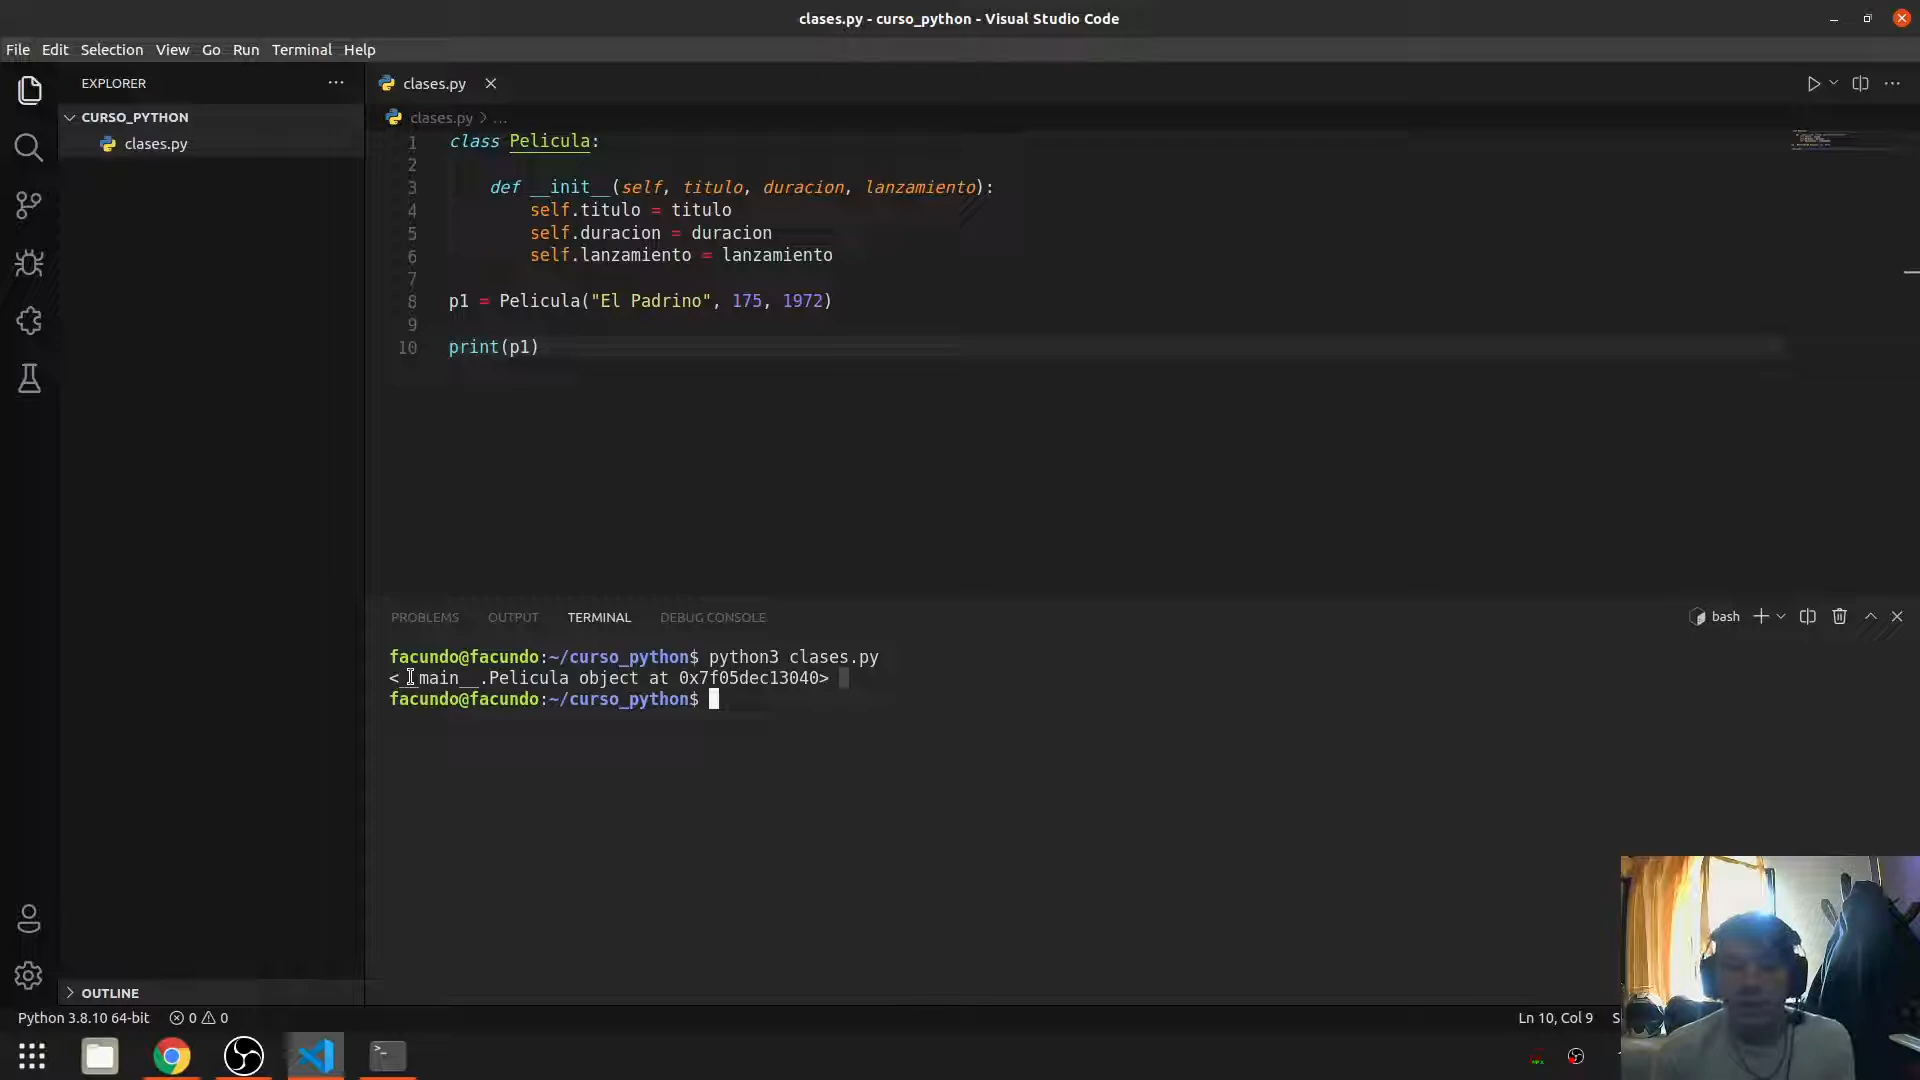 clases.py - curso_python - Visual Studio Code
File Edit Selection View Go Run Terminal Help
EXPLORER
CURSO_PYTHON
clases.py
clases.py
clases.py > ...
1 class Pelicula:
2
3 def __init__(self, titulo, duracion, lanzamiento):
4 self.titulo = titulo
5 self.duracion = duracion
6 self.lanzamiento = lanzamiento
7
8 p1 = Pelicula("El Padrino", 175, 1972)
9
10 print(p1)
PROBLEMS OUTPUT TERMINAL DEBUG CONSOLE
bash
facundo@facundo:~/curso_python$ python3 clases.py
<__main__.Pelicula object at 0x7f05dec13040>
facundo@facundo:~/curso_python$
OUTLINE
Python 3.8.10 64-bit 0 0
Ln 10, Col 9